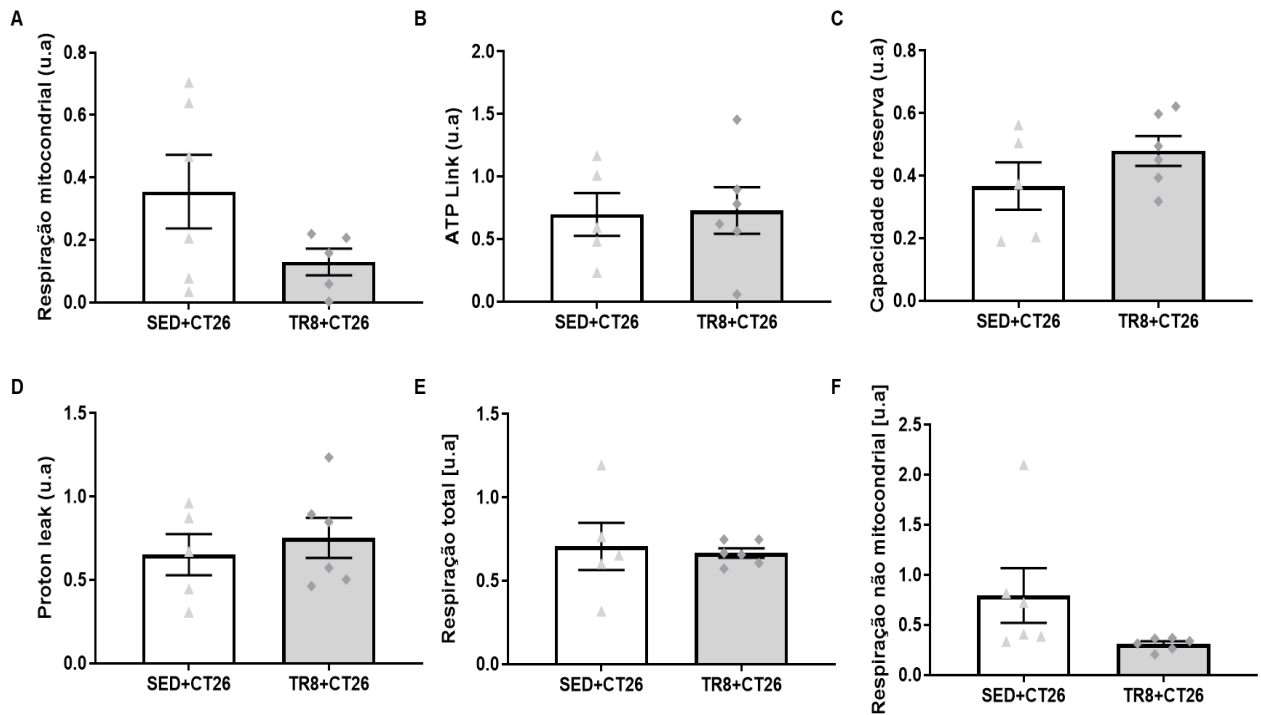 A
Respiração mitocondrial (u.a)
0.8
0.6
0.4
0.2
0.0
SED+CT26 TR8+CT26
B
ATP Link (u.a)
2.0
1.5
1.0
0.5
0.0
SED+CT26 TR8+CT26
C
Capacidade de reserva (u.a)
0.8
0.6
0.4
0.2
0.0
SED+CT26 TR8+CT26
D
Proton leak (u.a)
1.5
1.0
0.5
0.0
SED+CT26 TR8+CT26
E
Respiração total [u.a]
1.5
1.0
0.5
0.0
SED+CT26 TR8+CT26
F
Respiração não mitocondrial [u.a]
2.5
2.0
1.5
1.0
0.5
0.0
SED+CT26 TR8+CT26